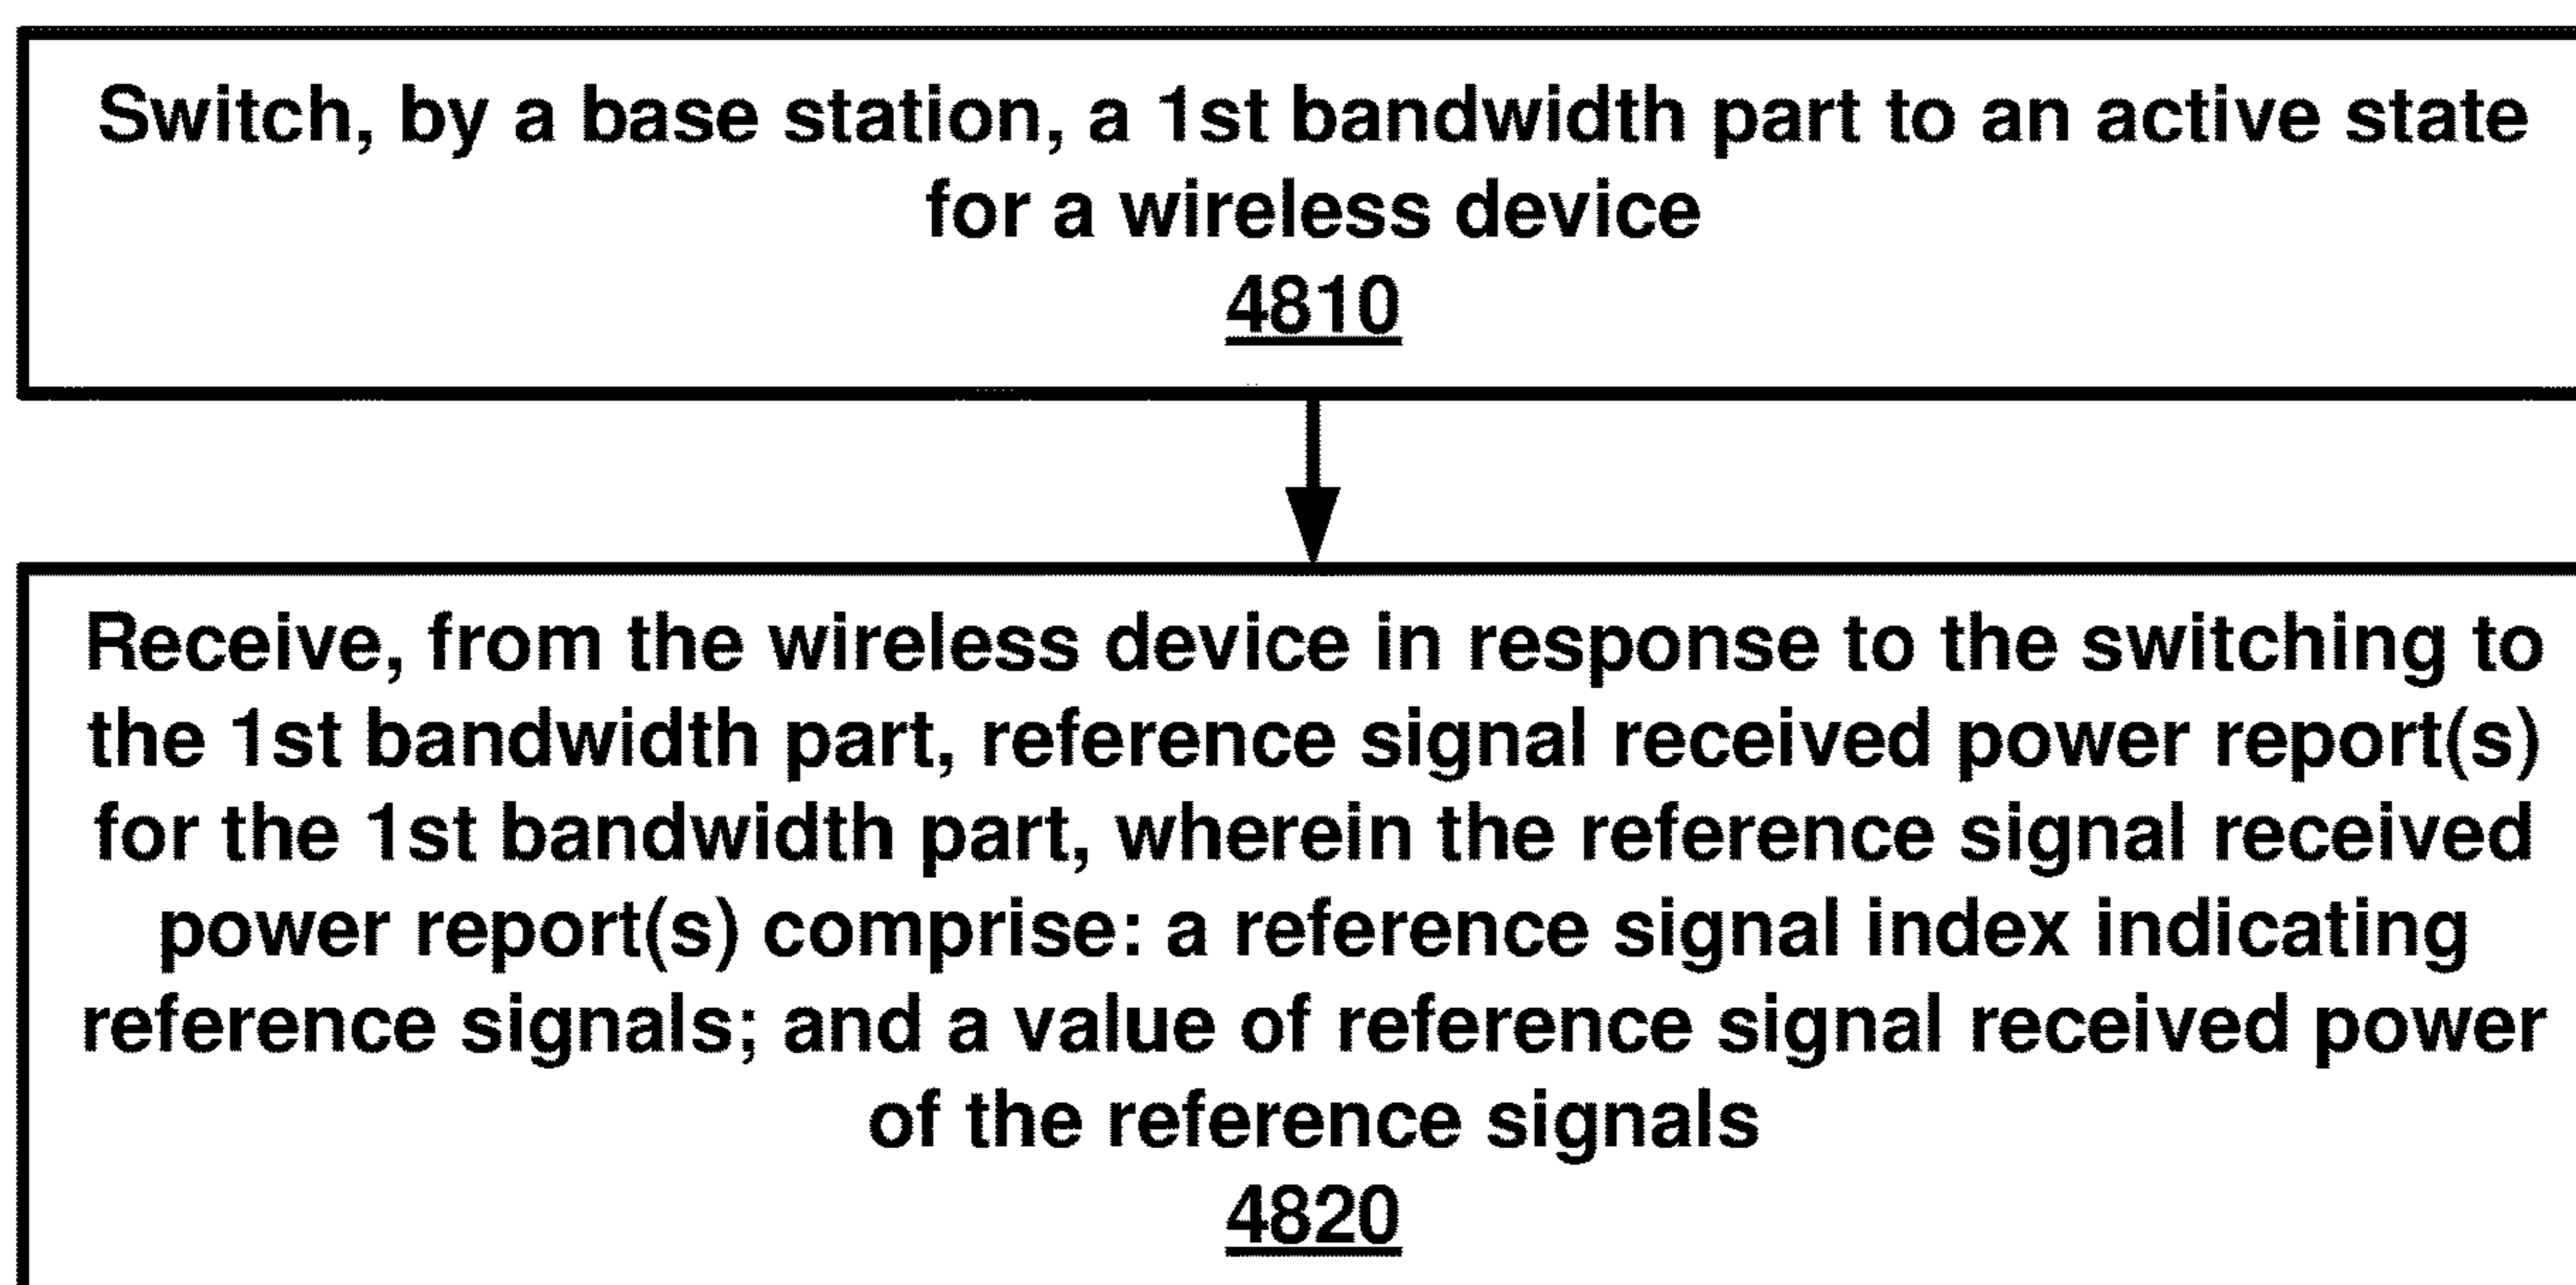 Switch, by a base station, a 1st bandwidth part to an active state
for a wireless device
4810
Receive, from the wireless device in response to the switching to
the 1st bandwidth part, reference signal received power report(s)
for the 1st bandwidth part, wherein the reference signal received
power report(s) comprise: a reference signal index indicating
reference signals; and a value of reference signal received power
of the reference signals
4820